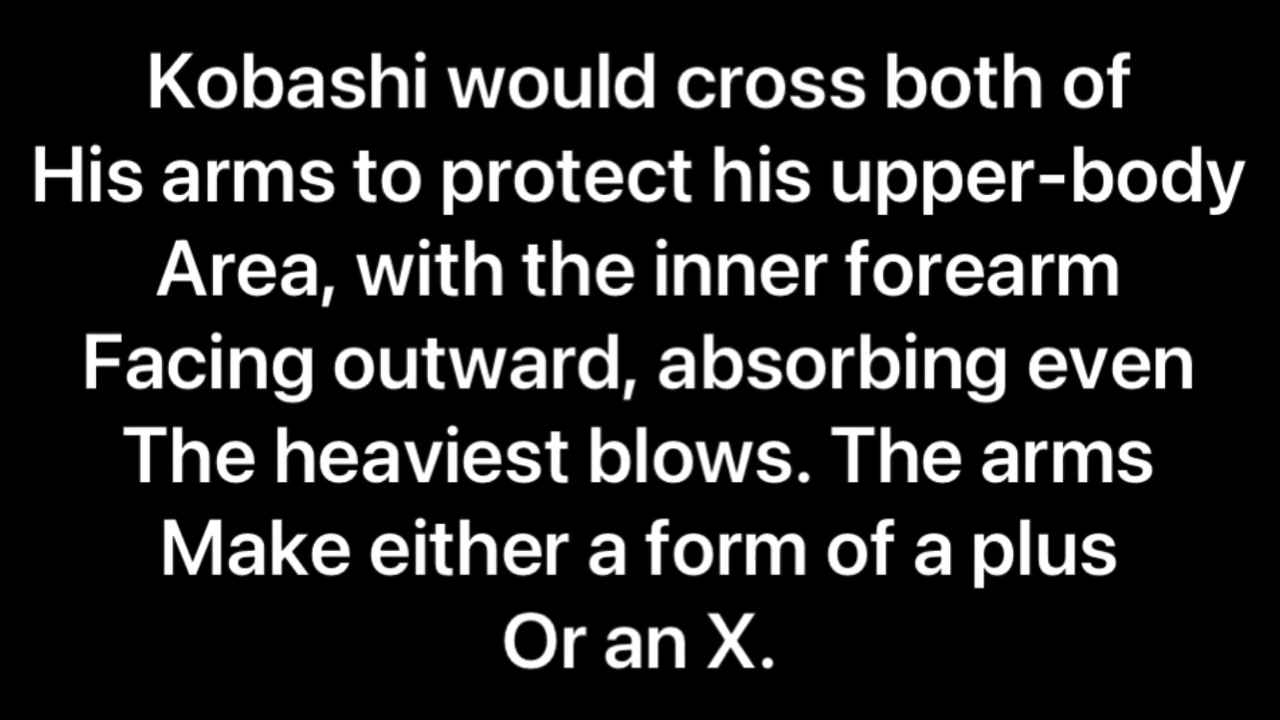 Kobashi would cross both of
His arms to protect his upper-body
Area, with the inner forearm
Facing outward, absorbing even
The heaviest blows. The arms
Make either a form of a plus
Or an X.